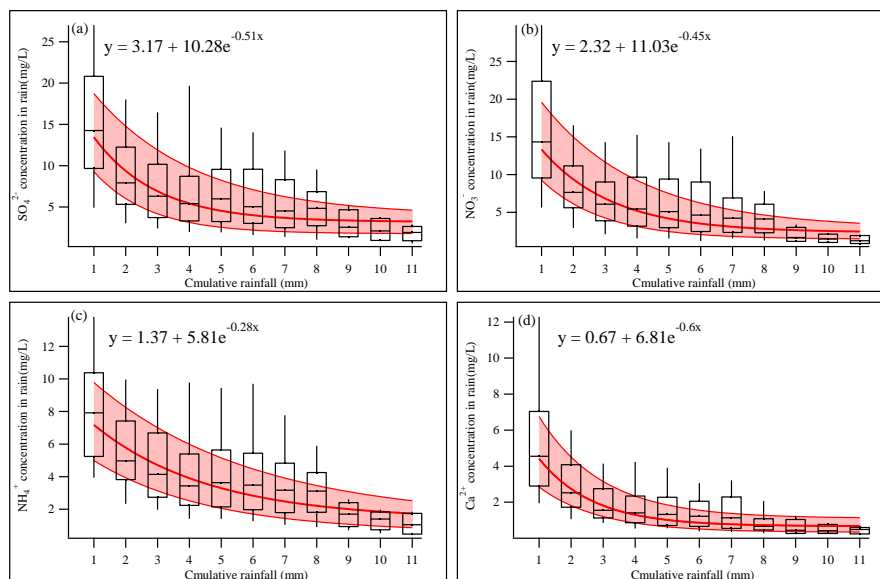 (a)
y = 3.17 + 10.28e^-0.51x
SO4^2- concentration in rain(mg/L)
25
20
15
10
5
1 2 3 4 5 6 7 8 9 10 11
Cmulative rainfall (mm)
(b)
y = 2.32 + 11.03e^-0.45x
NO3^- concentration in rain(mg/L)
25
20
15
10
5
1 2 3 4 5 6 7 8 9 10 11
Cmulative rainfall (mm)
(c)
y = 1.37 + 5.81e^-0.28x
NH4^+ concentration in rain(mg/L)
12
10
8
6
4
2
1 2 3 4 5 6 7 8 9 10 11
Cmulative rainfall (mm)
(d)
y = 0.67 + 6.81e^-0.6x
Ca^2+ concentration in rain(mg/L)
12
10
8
6
4
2
1 2 3 4 5 6 7 8 9 10 11
Cmulative rainfall (mm)